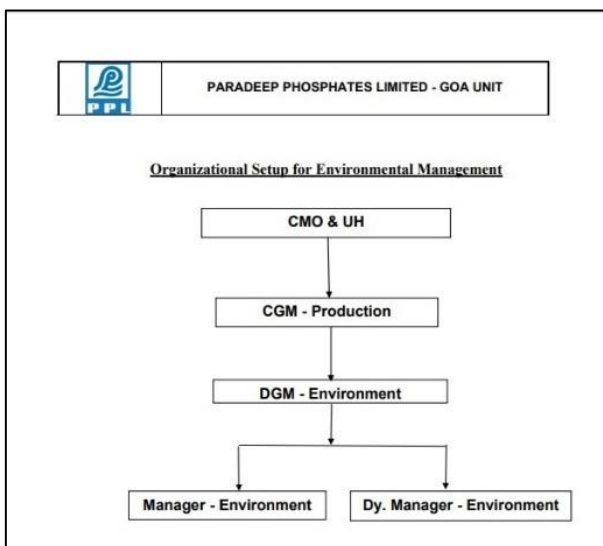 PPL
PARADEEP PHOSPHATES LIMITED - GOA UNIT
Organizational Setup for Environmental Management
CMO & UH
CGM - Production
DGM - Environment
Manager - Environment
Dy. Manager - Environment